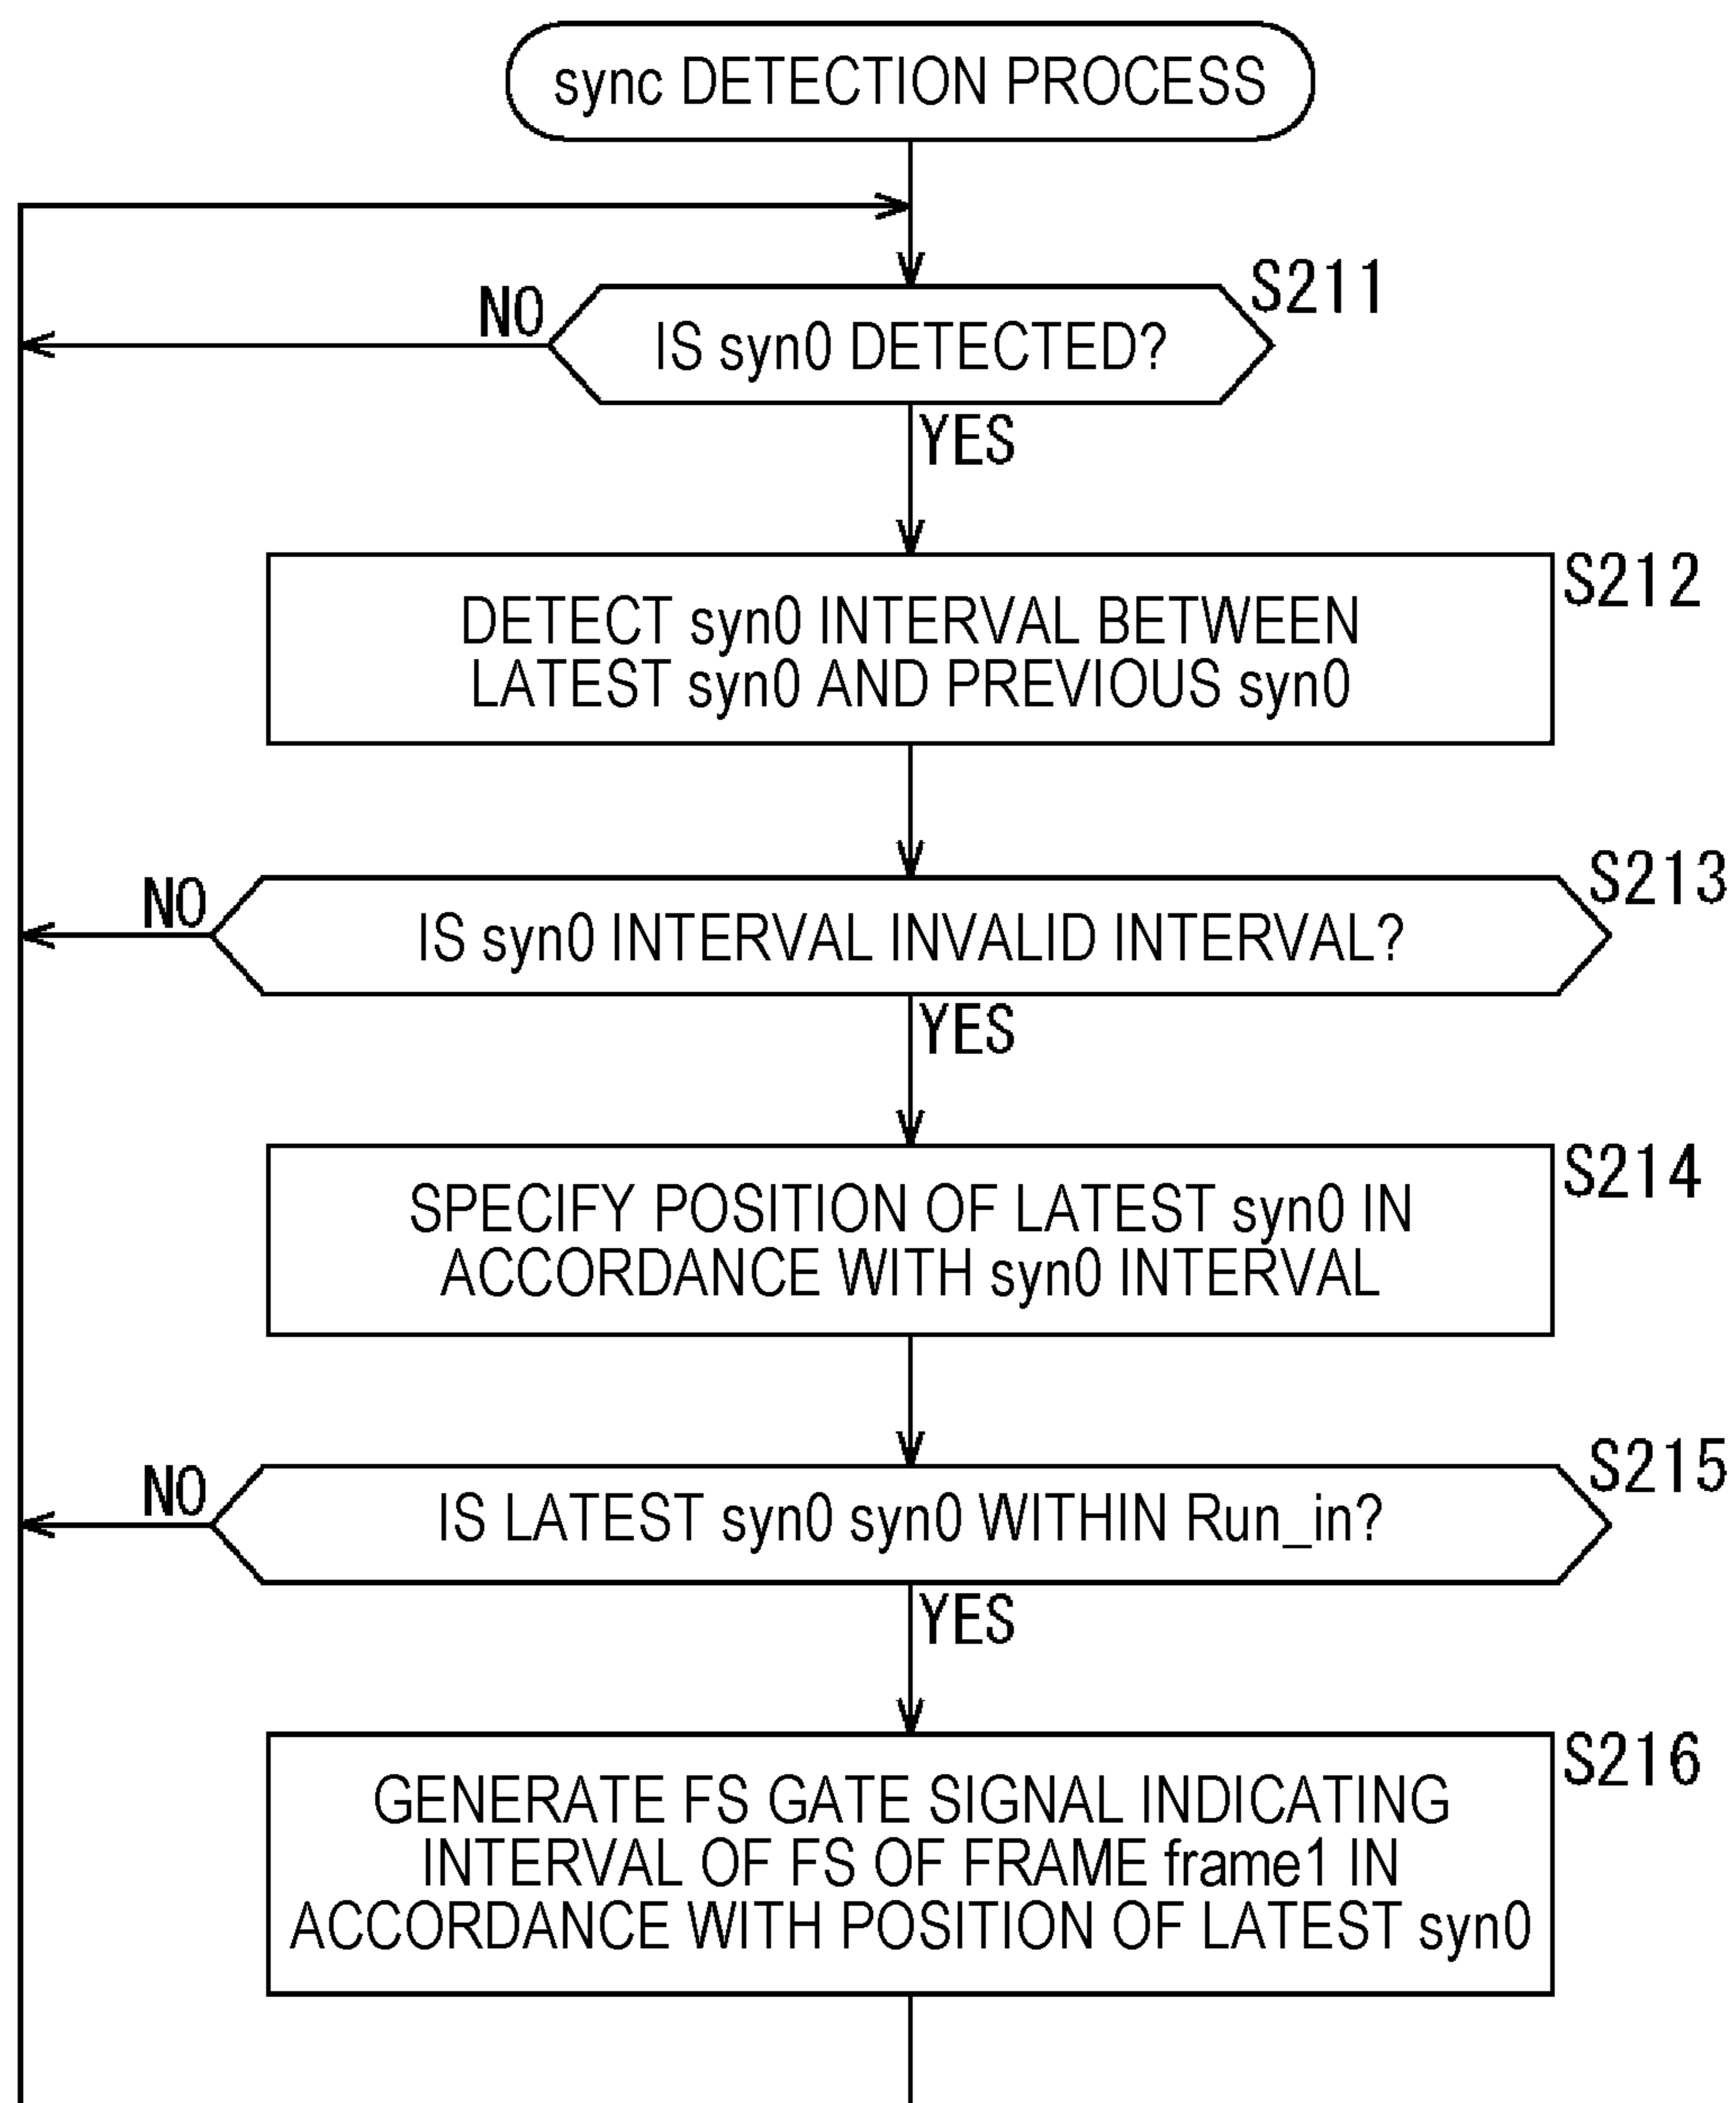 sync DETECTION PROCESS
S211
NO
IS syn0 DETECTED?
YES
S212
DETECT syn0 INTERVAL BETWEEN
LATEST syn0 AND PREVIOUS syn0
S213
NO
IS syn0 INTERVAL INVALID INTERVAL?
YES
S214
SPECIFY POSITION OF LATEST syn0 IN
ACCORDANCE WITH syn0 INTERVAL
S215
NO
IS LATEST syn0 syn0 WITHIN Run_in?
YES
S216
GENERATE FS GATE SIGNAL INDICATING
INTERVAL OF FS OF FRAME frame1 IN
ACCORDANCE WITH POSITION OF LATEST syn0